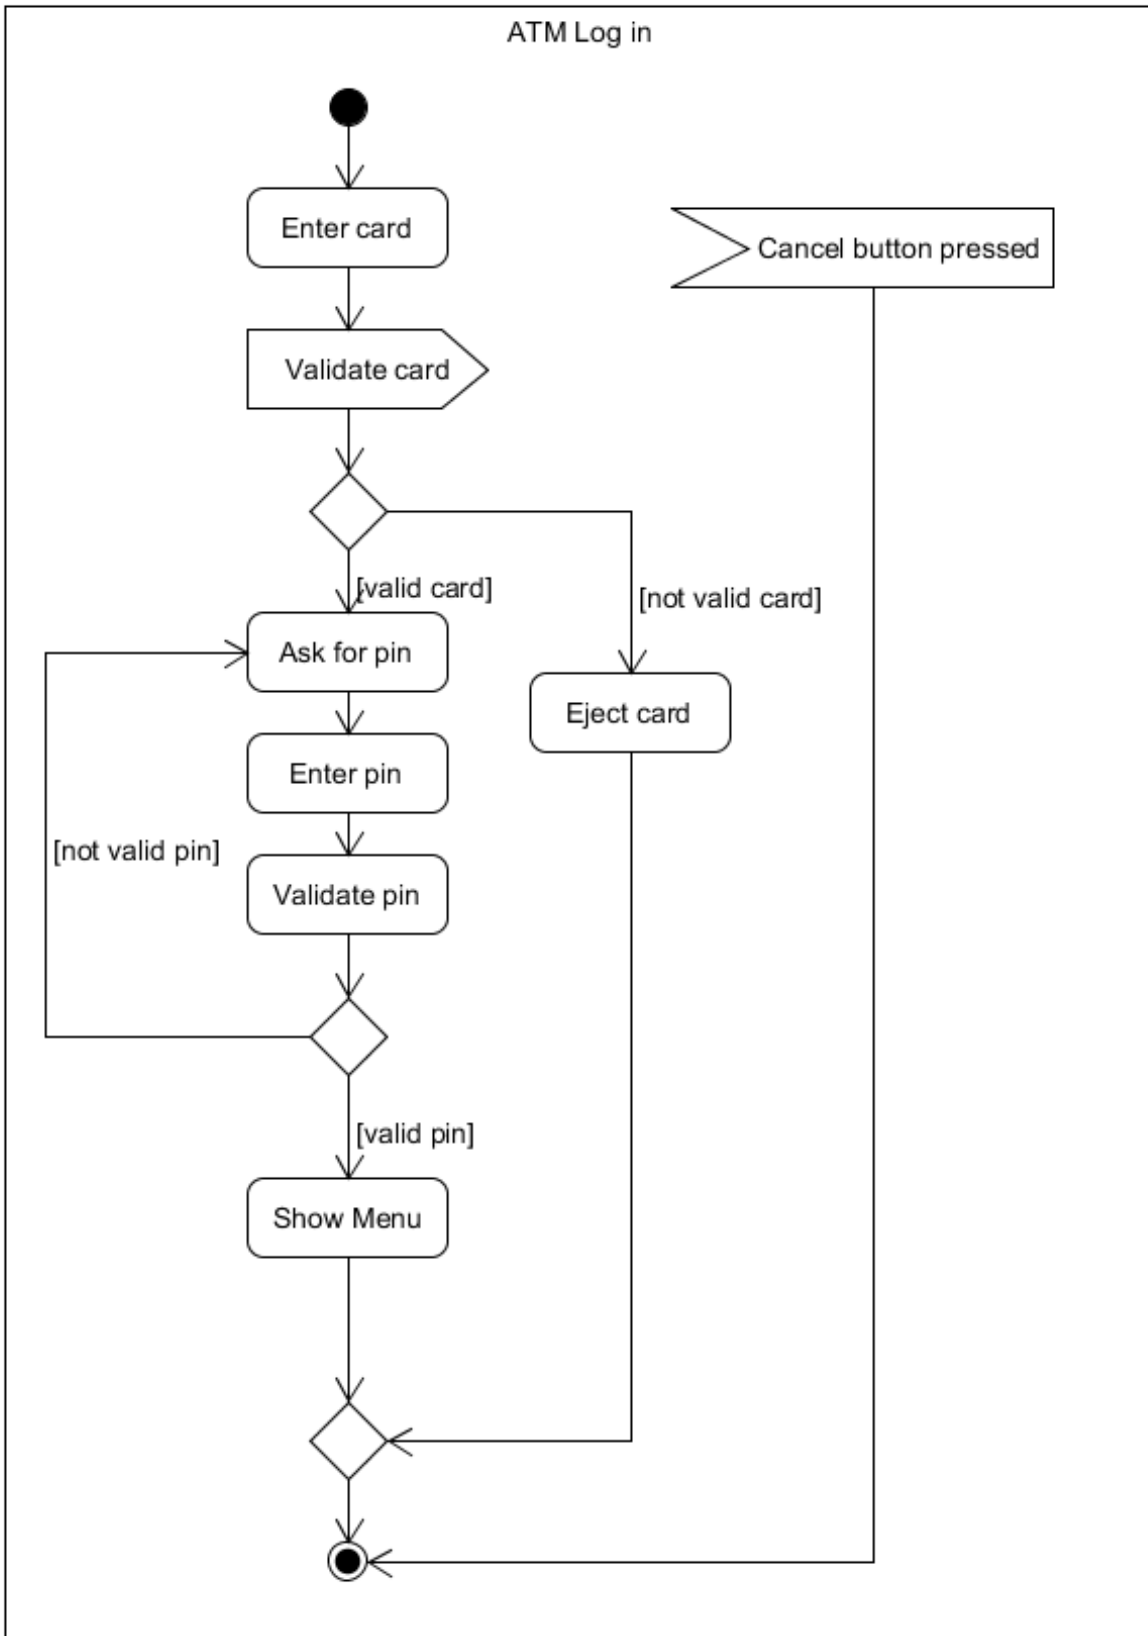 ATM Log in
Enter card
Cancel button pressed
Validate card
[valid card]
[not valid card]
Ask for pin
Eject card
Enter pin
[not valid pin]
Validate pin
[valid pin]
Show Menu